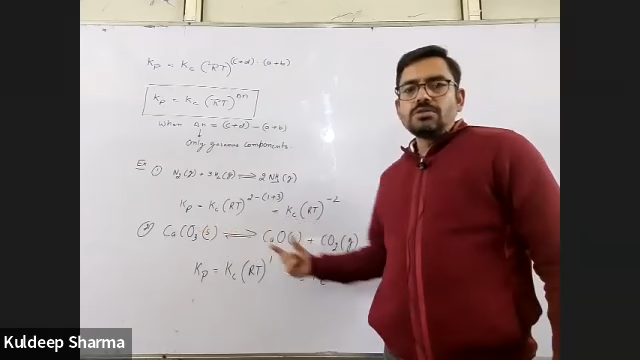 Kp = Kc (RT)^(c+d) - (a+b)
Kp = Kc (RT)^Δn
When Δn = (c+d) - (a+b)
Only gaseous components.
Ex ① N₂(g) + 3H₂(g) ⇌ 2NH₃(g)
Kp = Kc (RT)^2-(1+3) = Kc (RT)^-2
② CaCO₃(s) ⇌ CaO(s) + CO₂(g)
Kp = Kc (RT)^1
Kuldeep Sharma